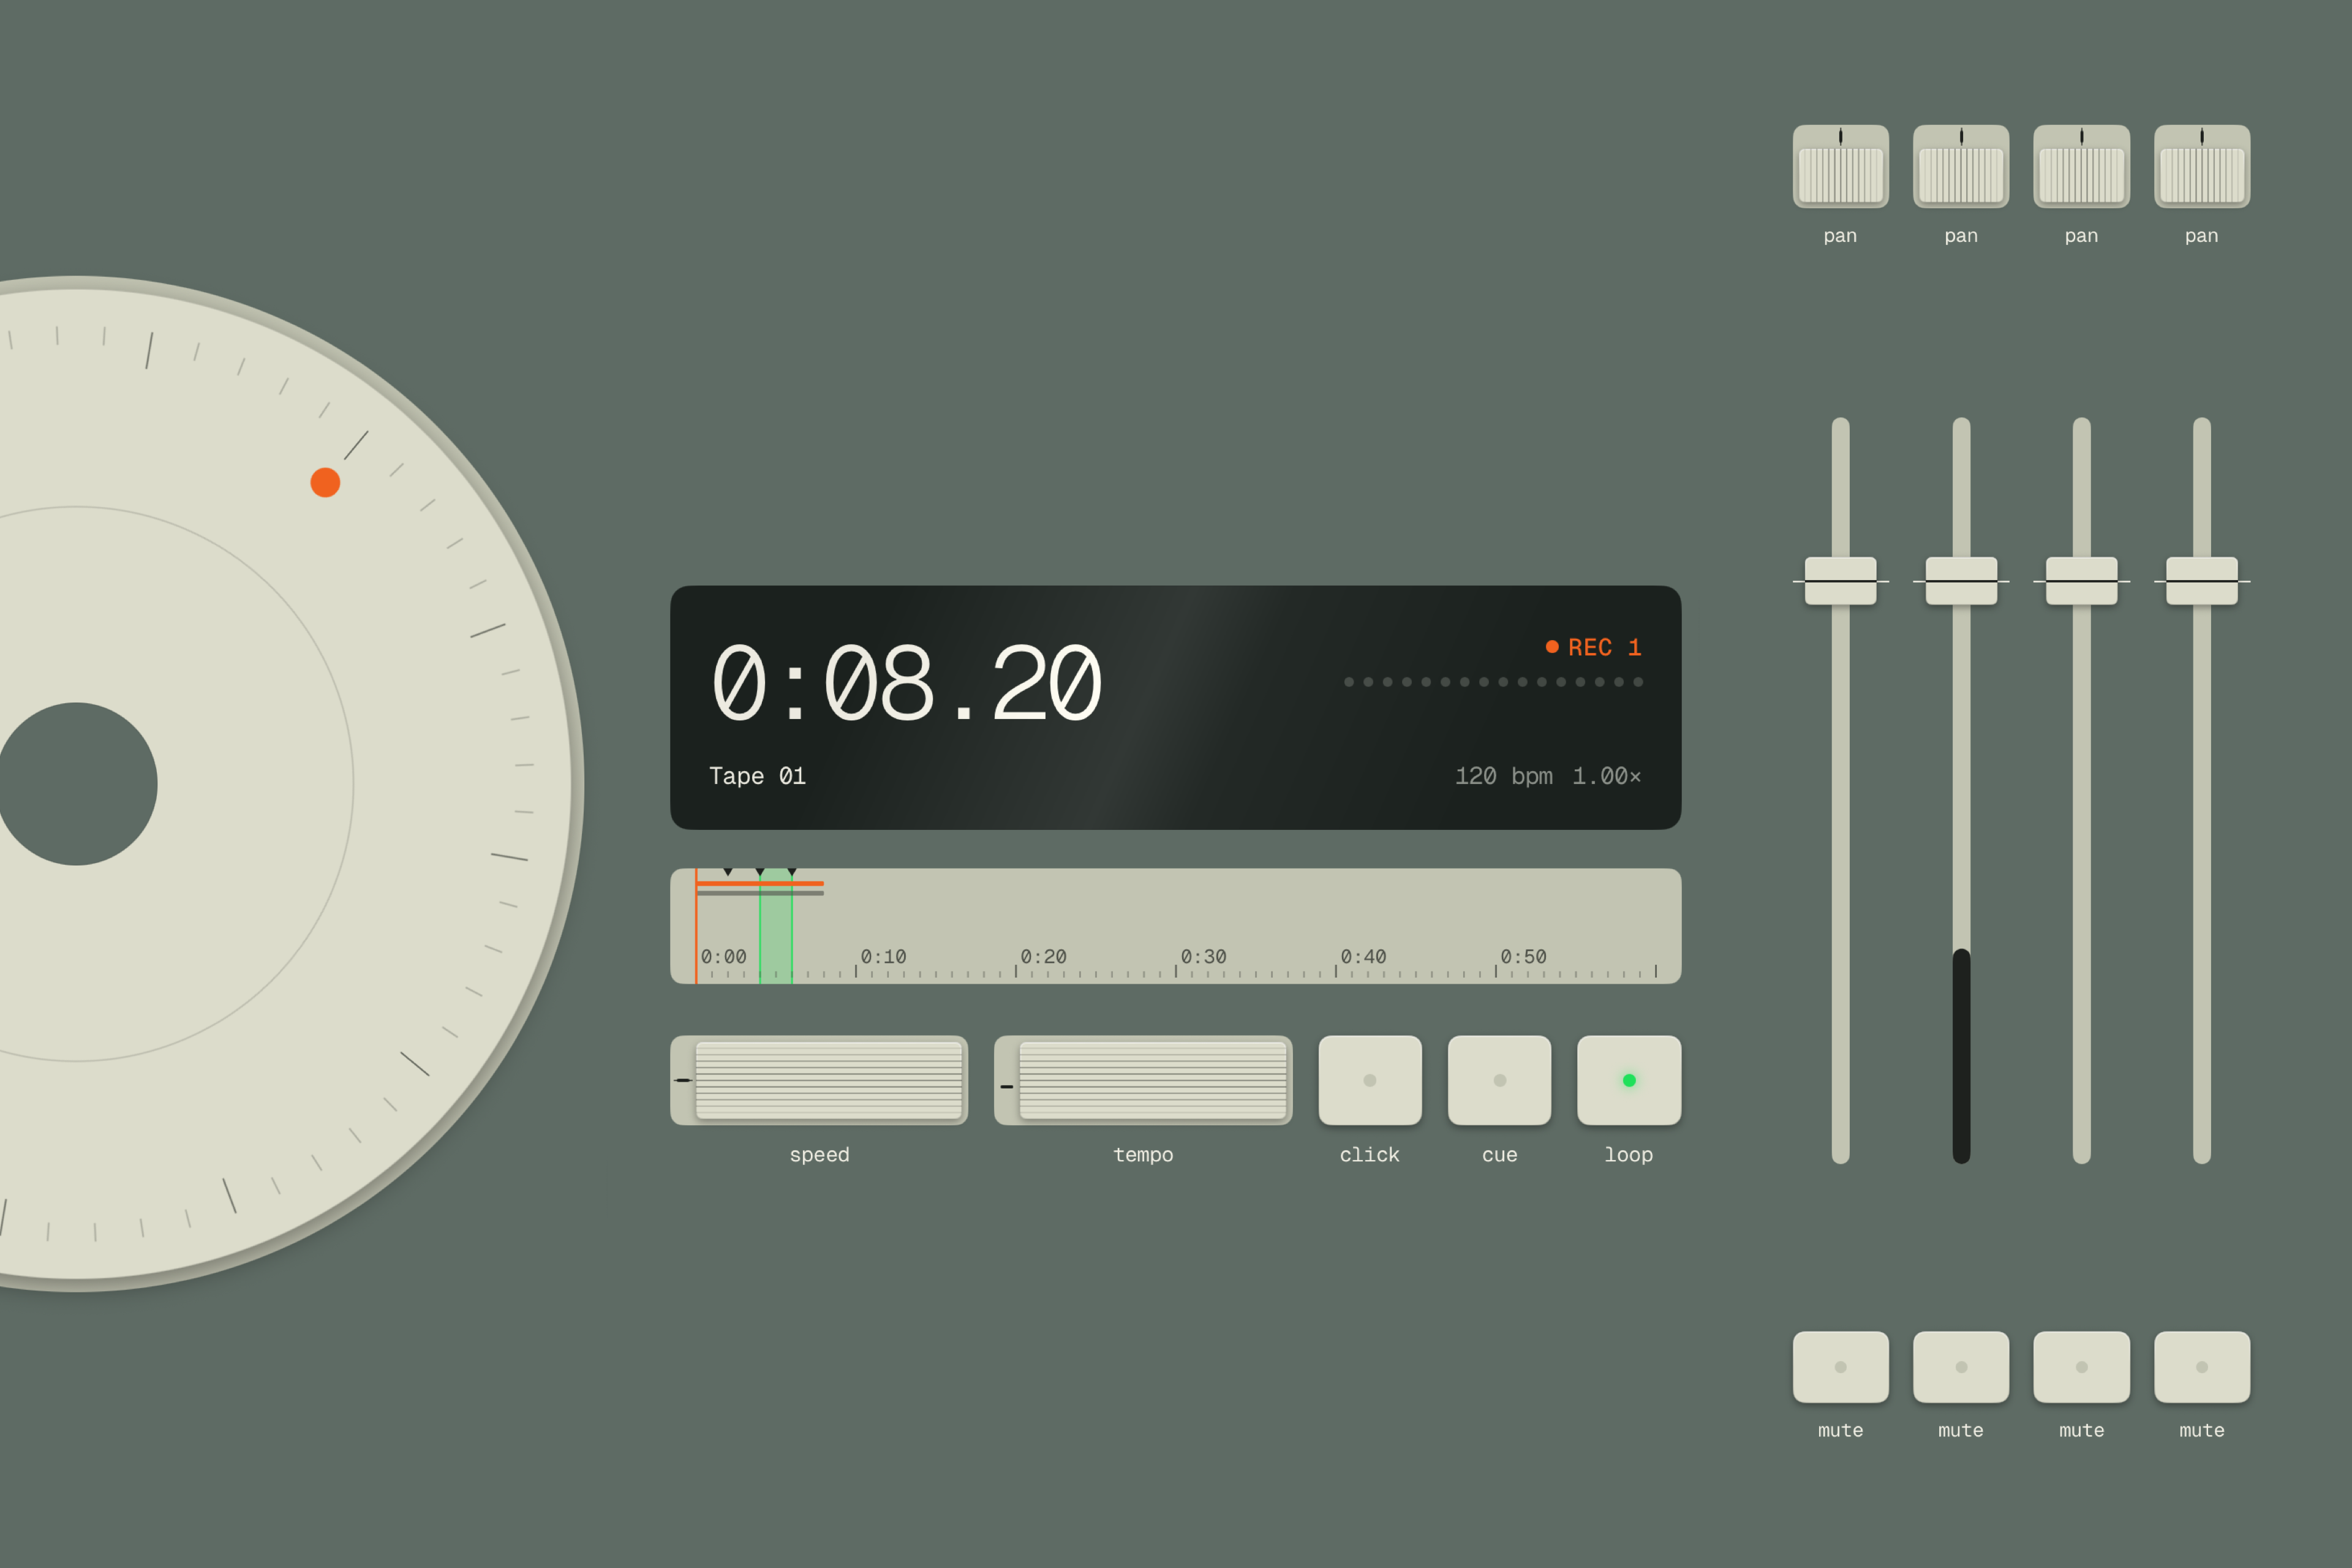 pan pan pan pan
0:08.20
REC 1
Tape 01
120 bpm 1.00×
0:00 0:10 0:20 0:30 0:40 0:50
speed tempo click cue loop
mute mute mute mute